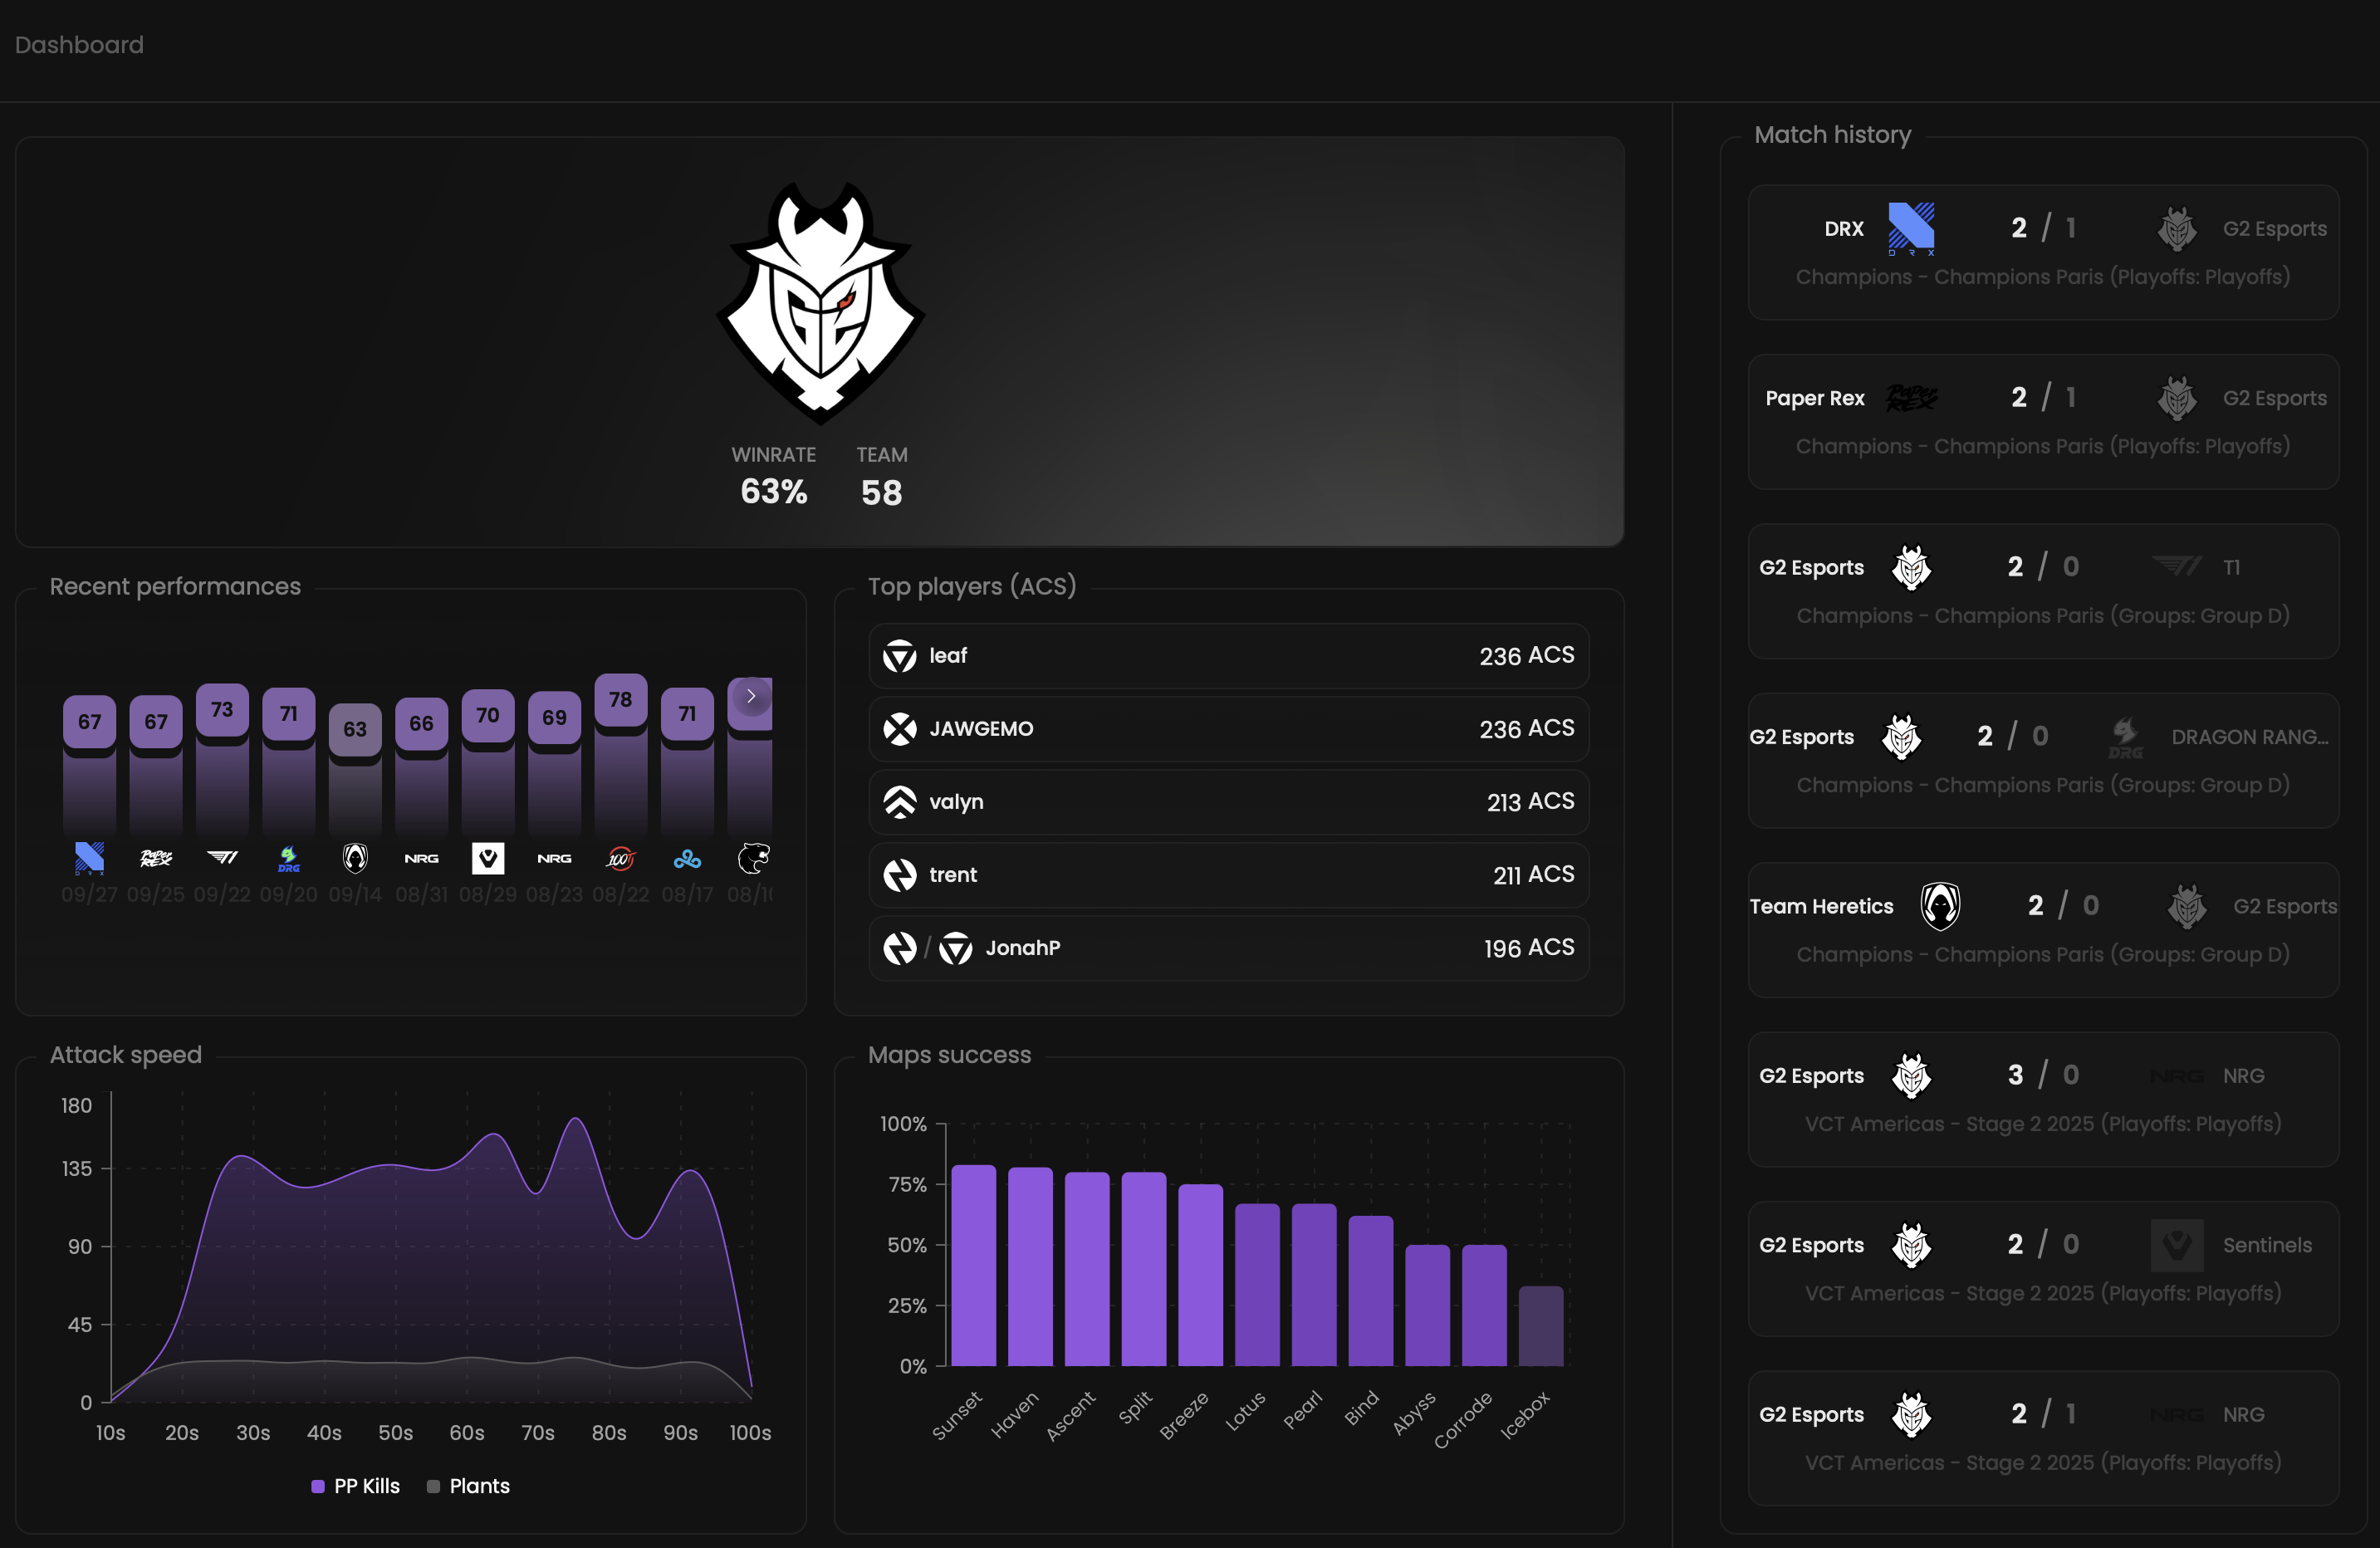 Dashboard
WINRATE TEAM
63% 58
Recent performances
67 67 73 71 63 66 70 69 78 71
DRX Paper REX T1 DRG NRG NRG 100T
09/27 09/25 09/22 09/20 09/14 08/31 08/29 08/23 08/22 08/17
Top players (ACS)
leaf 236 ACS
JAWGEMO 236 ACS
valyn 213 ACS
trent 211 ACS
/ JonahP 196 ACS
Attack speed
180
135
90
45
0
10s 20s 30s 40s 50s 60s 70s 80s 90s 100s
PP Kills Plants
Maps success
100%
75%
50%
25%
0%
Sunset Haven Ascent Split Breeze Lotus Pearl Bind Abyss Corrode Icebox
Match history
DRX DRX 2 / 1 G2 Esports
Champions - Champions Paris (Playoffs: Playoffs)
Paper Rex Paper REX 2 / 1 G2 Esports
Champions - Champions Paris (Playoffs: Playoffs)
G2 Esports 2 / 0 T1
Champions - Champions Paris (Groups: Group D)
G2 Esports 2 / 0 DRG DRAGON RANG...
Champions - Champions Paris (Groups: Group D)
Team Heretics 2 / 0 G2 Esports
Champions - Champions Paris (Groups: Group D)
G2 Esports 3 / 0 NRG NRG
VCT Americas - Stage 2 2025 (Playoffs: Playoffs)
G2 Esports 2 / 0 Sentinels
VCT Americas - Stage 2 2025 (Playoffs: Playoffs)
G2 Esports 2 / 1 NRG NRG
VCT Americas - Stage 2 2025 (Playoffs: Playoffs)